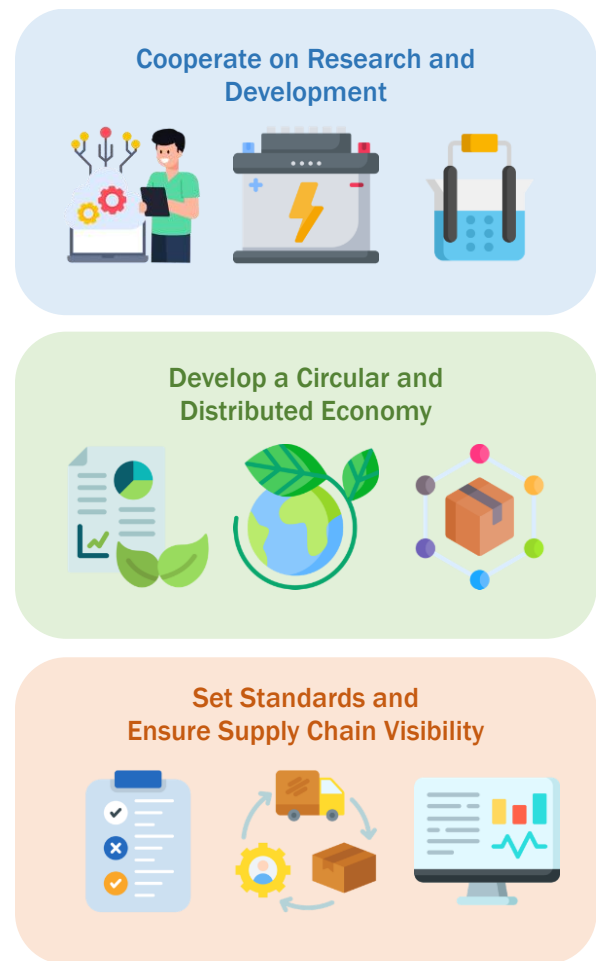 Cooperate on Research and
Development
Develop a Circular and
Distributed Economy
Set Standards and
Ensure Supply Chain Visibility